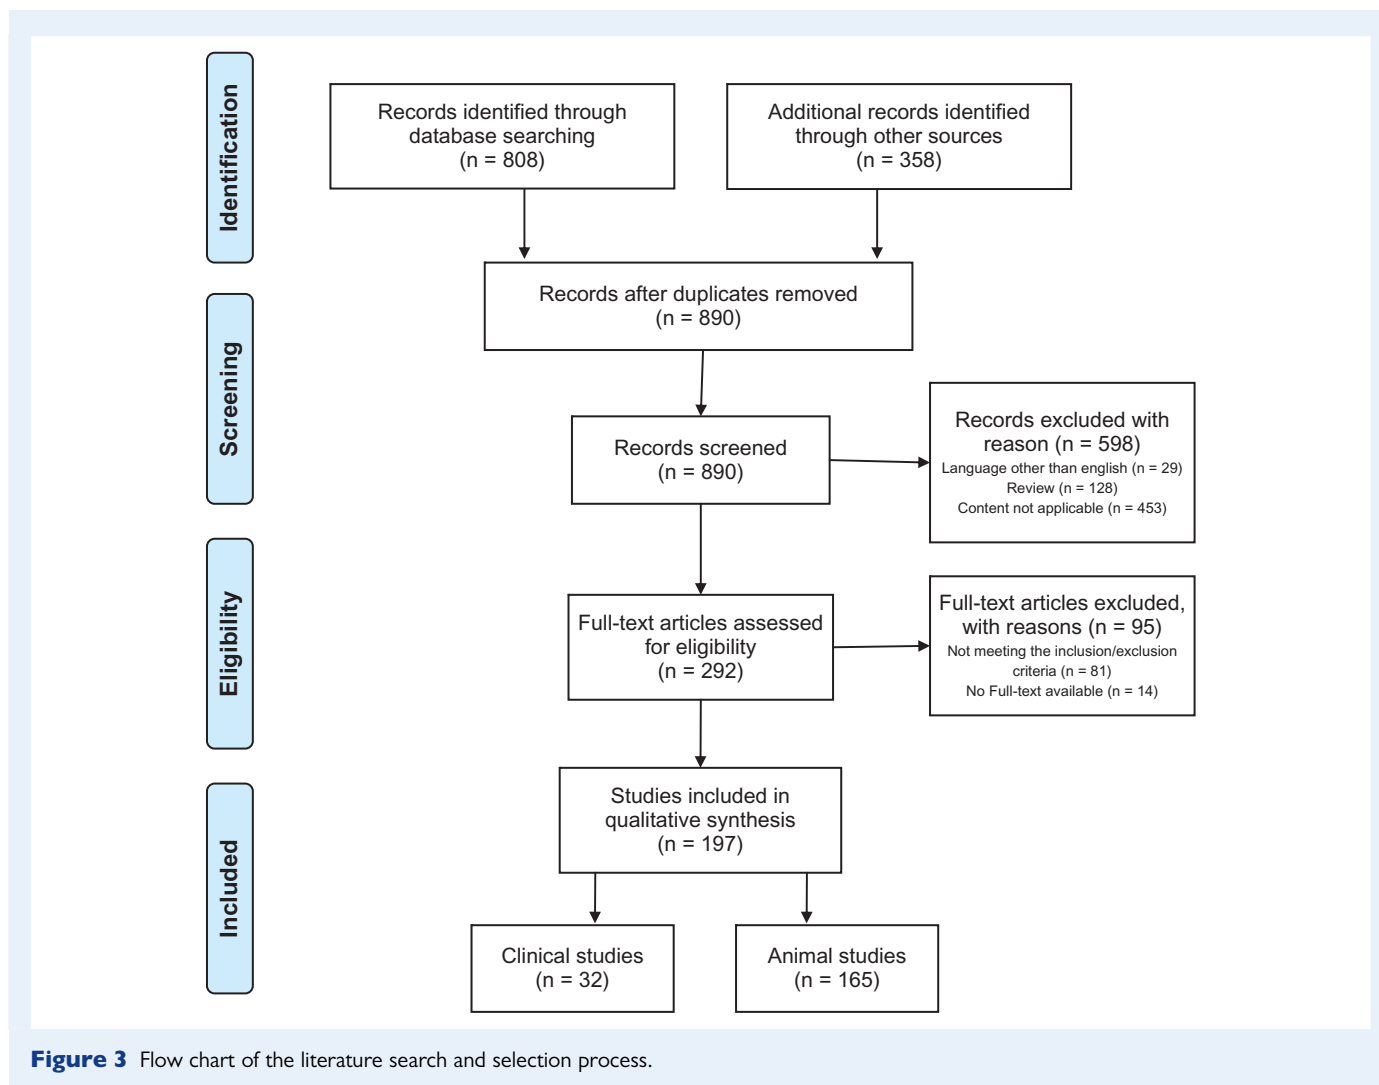 Identification
Records identified through
database searching
(n = 808)
Additional records identified
through other sources
(n = 358)
Records after duplicates removed
(n = 890)
Screening
Records screened
(n = 890)
Records excluded with
reason (n = 598)
Language other than english (n = 29)
Review (n = 128)
Content not applicable (n = 453)
Eligibility
Full-text articles assessed
for eligibility
(n = 292)
Full-text articles excluded,
with reasons (n = 95)
Not meeting the inclusion/exclusion
criteria (n = 81)
No Full-text available (n = 14)
Included
Studies included in
qualitative synthesis
(n = 197)
Clinical studies
(n = 32)
Animal studies
(n = 165)
Figure 3 Flow chart of the literature search and selection process.